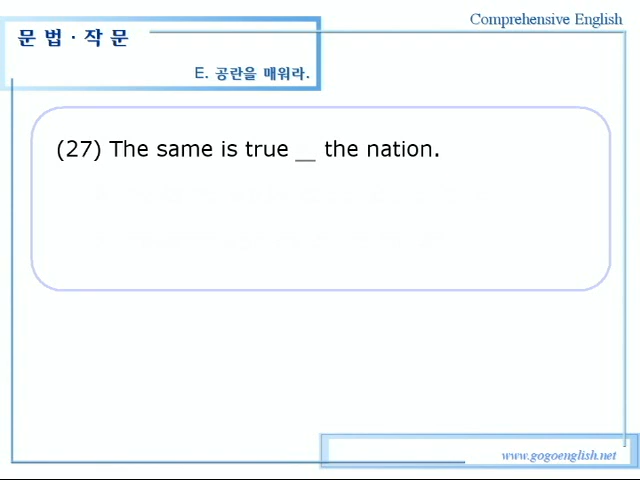 Comprehensive English
문 법 · 작 문
E. 공란을 매워라.
(27) The same is true __ the nation.
www.gogoenglish.net